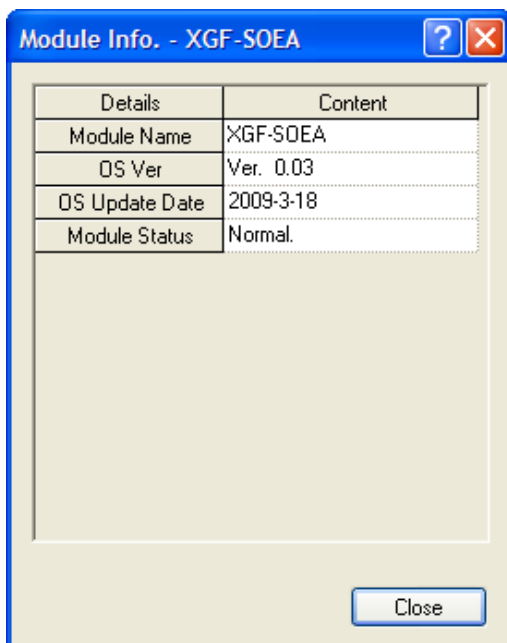 Module Info. - XGF-SOEA
?
Details Content
Module Name XGF-SOEA
OS Ver Ver.  0.03
OS Update Date 2009-3-18
Module Status Normal.
Close